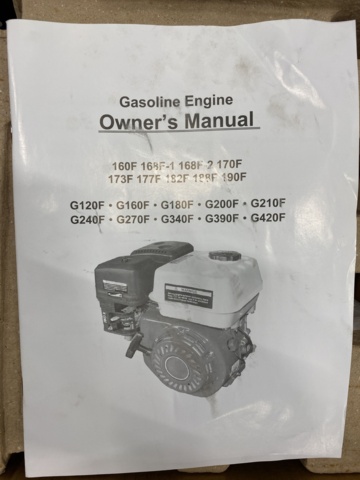 Gasoline Engine
Owner's Manual
160F 168F-1 168F-2 170F
173F 177F 182F 188F 190F
G120F • G160F • G180F • G200F • G210F
G240F • G270F • G340F • G390F • G420F